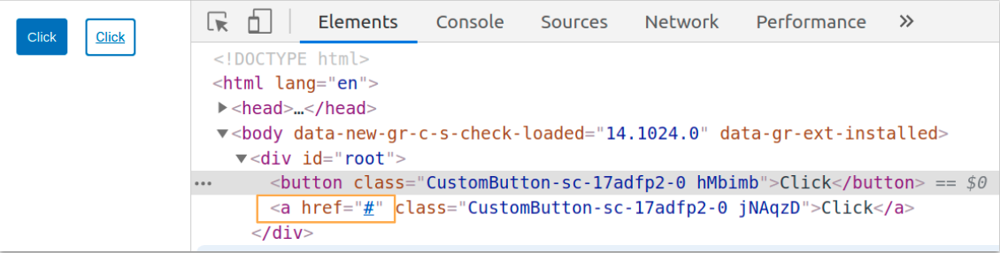 Click Click
Elements Console Sources Network Performance »
<!DOCTYPE html>
<html lang="en">
▶<head>…</head>
▼<body data-new-gr-c-s-check-loaded="14.1024.0" data-gr-ext-installed>
▼<div id="root">
••• <button class="CustomButton-sc-17adfp2-0 hMbimb">Click</button> == $0
<a href="#" class="CustomButton-sc-17adfp2-0 jNAqzD">Click</a>
</div>